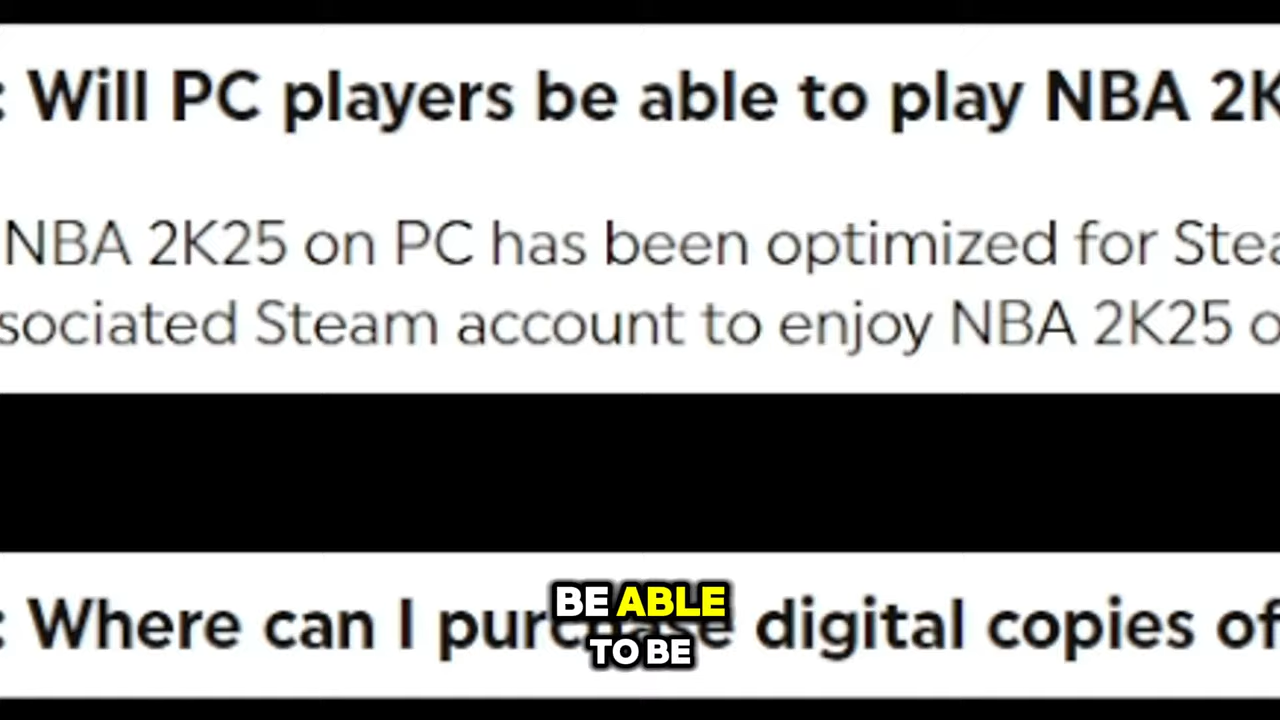 : Will PC players be able to play NBA 2K
NBA 2K25 on PC has been optimized for Stea
sociated Steam account to enjoy NBA 2K25 o
: Where can I purchase digital copies of
BE ABLE
TO BE